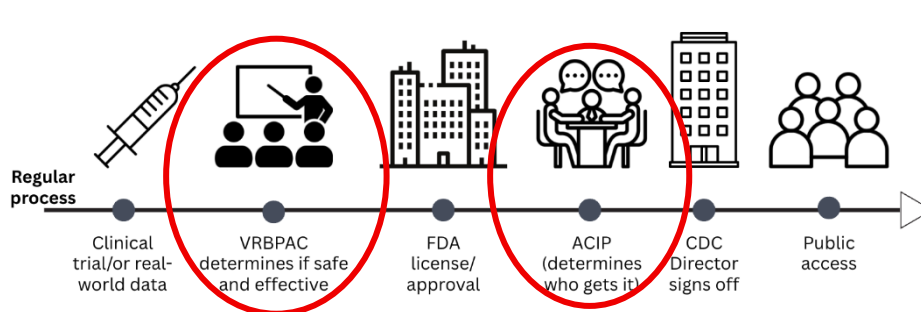 Regular
process
Clinical
trial/or real-
world data
VRBPAC
determines if safe
and effective
FDA
license/
approval
ACIP
(determines
who gets it)
CDC
Director
signs off
Public
access